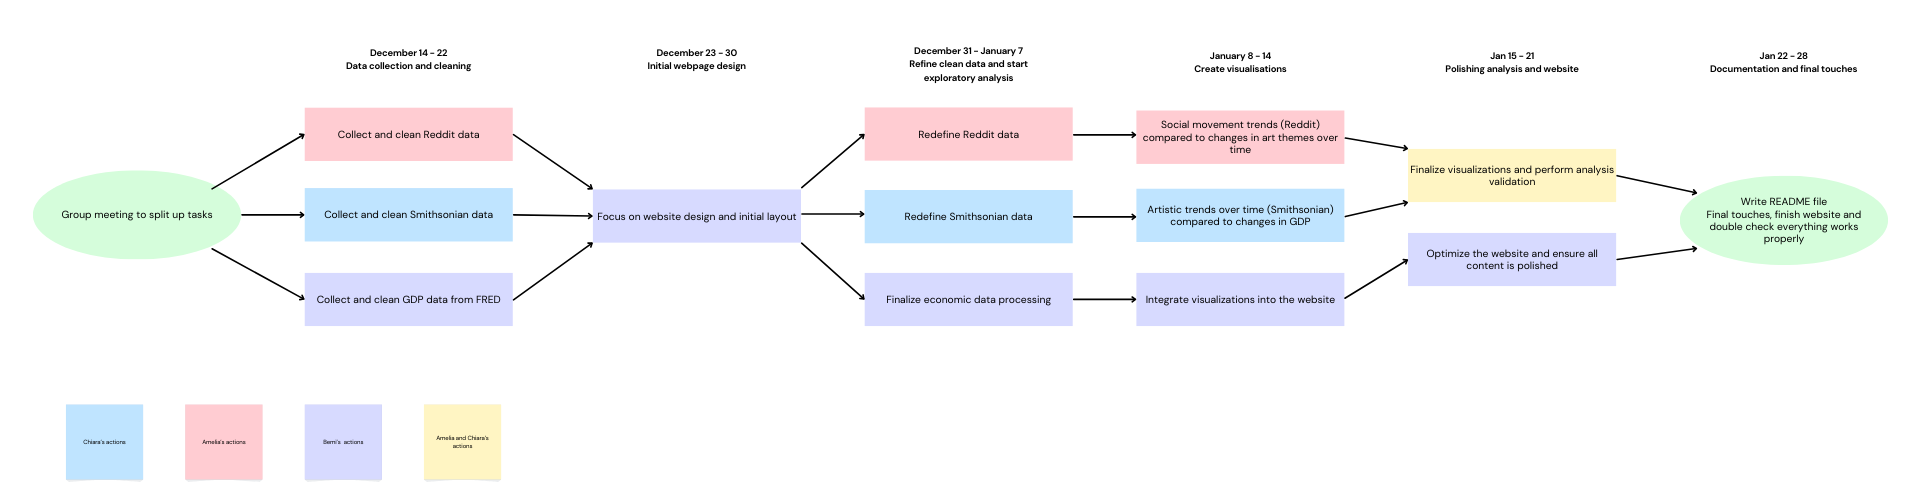 December 14 - 22
Data collection and cleaning
December 23 - 30
Initial webpage design
December 31 - January 7
Refine clean data and start
exploratory analysis
January 8 - 14
Create visualisations
Jan 15 - 21
Polishing analysis and website
Jan 22 - 28
Documentation and final touches
Group meeting to split up tasks
Collect and clean Reddit data
Collect and clean Smithsonian data
Collect and clean GDP data from FRED
Focus on website design and initial layout
Redefine Reddit data
Redefine Smithsonian data
Finalize economic data processing
Social movement trends (Reddit)
compared to changes in art themes over
time
Artistic trends over time (Smithsonian)
compared to changes in GDP
Integrate visualizations into the website
Finalize visualizations and perform analysis
validation
Optimize the website and ensure all
content is polished
Write README file
Final touches, finish website and
double check everything works
properly
Chiara's actions
Amelia's actions
Bemi's actions
Amelia and Chiara's
actions